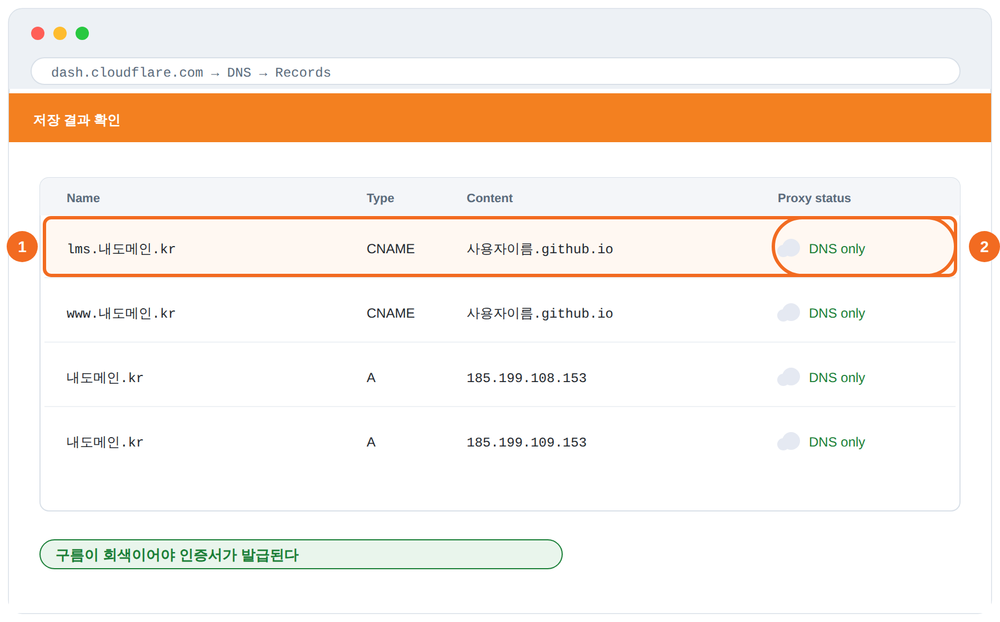 dash.cloudflare.com → DNS → Records
저장 결과 확인
Name Type Content Proxy status
1 lms.내도메인.kr CNAME 사용자이름.github.io DNS only 2
www.내도메인.kr CNAME 사용자이름.github.io DNS only
내도메인.kr A 185.199.108.153 DNS only
내도메인.kr A 185.199.109.153 DNS only
구름이 회색이어야 인증서가 발급된다